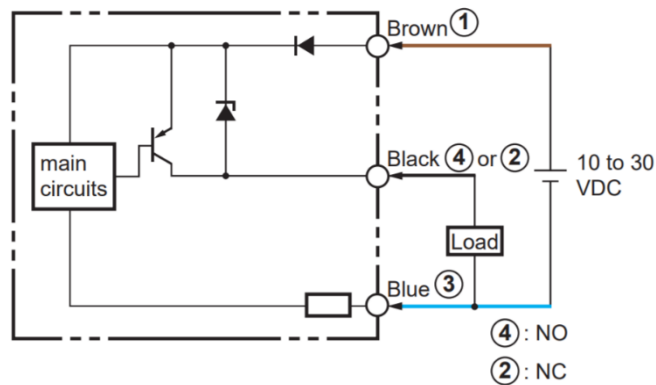 Brown ①
main
circuits
Black ④ or ②
10 to 30
VDC
Load
Blue ③
④ : NO
② : NC